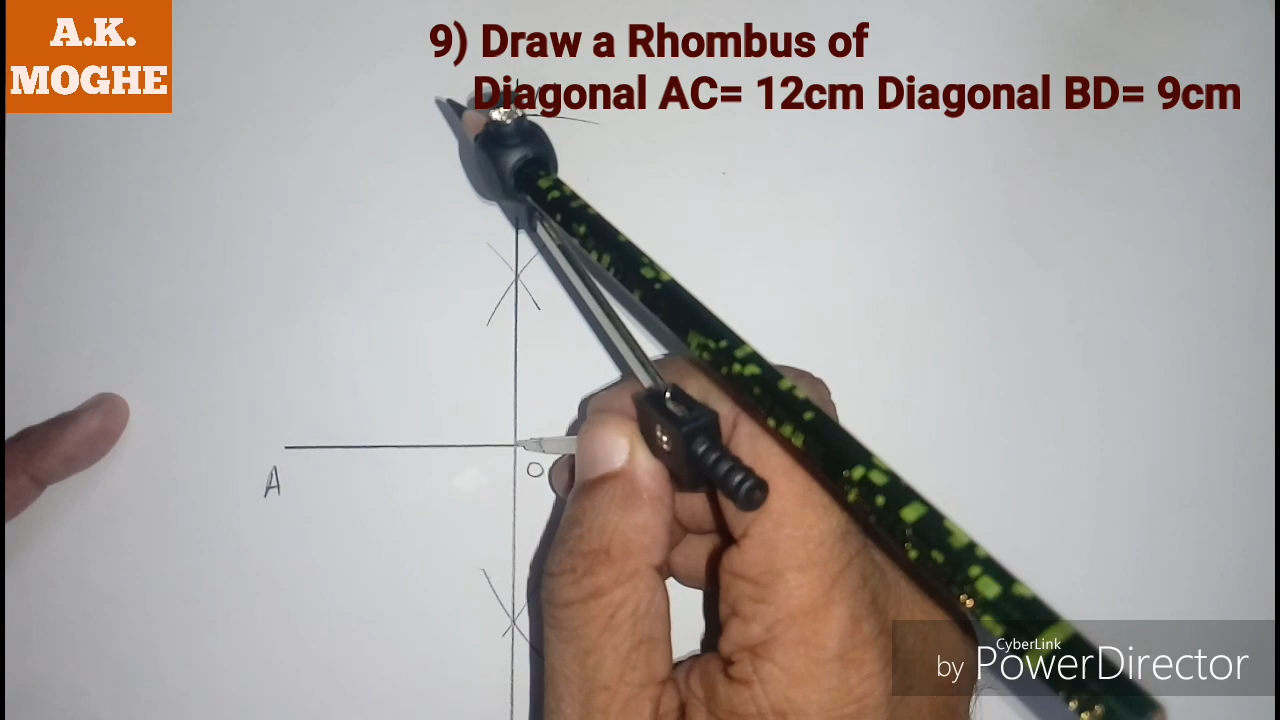 A.K.
MOGHE
9) Draw a Rhombus of
Diagonal AC= 12cm Diagonal BD= 9cm
A
O
CyberLink
by PowerDirector